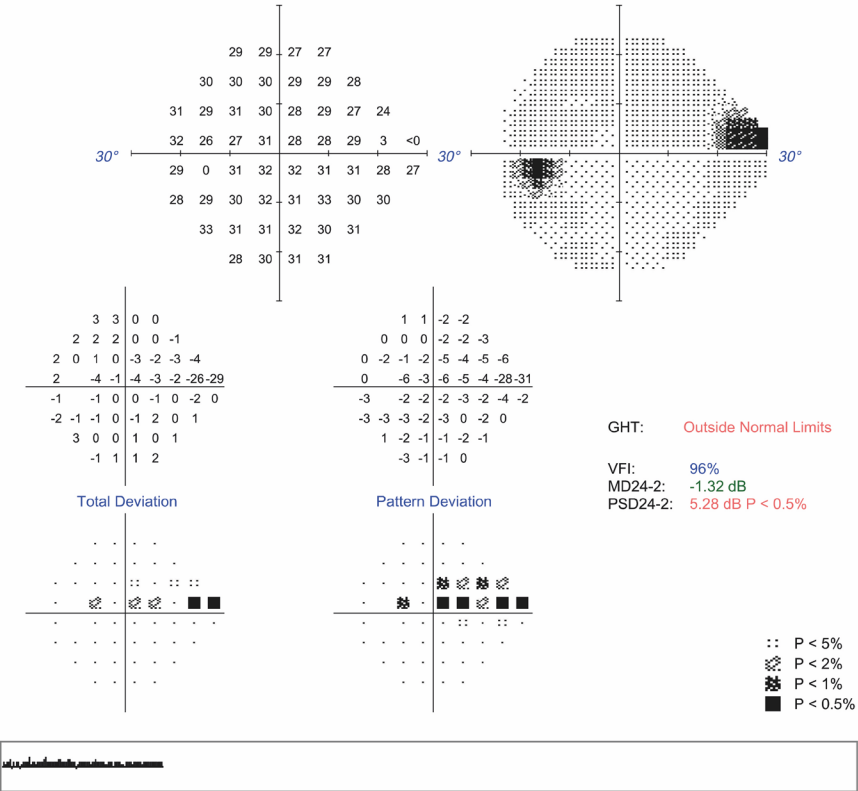 29 29 27 27
30 30 30 29 29 28
31 29 31 30 28 29 27 24
32 26 27 31 28 28 29 3 <0
30° 30° 30°
29 0 31 32 32 31 31 28 27
28 29 30 32 31 33 30 30
33 31 31 32 30 31
28 30 31 31
3 3 0 0
2 2 2 0 0 -1
2 0 1 0 -3 -2 -3 -4
2 -4 -1 -4 -3 -2 -26 -29
-1 -1 0 0 -1 0 -2 0
-2 -1 -1 0 -1 2 0 1
3 0 0 1 0 1
-1 1 1 2
Total Deviation
1 1 -2 -2
0 0 0 -2 -2 -3
0 -2 -1 -2 -5 -4 -5 -6
0 -6 -3 -6 -5 -4 -28 -31
-3 -2 -2 -2 -3 -2 -4 -2
-3 -3 -3 -2 -3 0 -2 0
1 -2 -1 -1 -2 -1
-3 -1 -1 0
Pattern Deviation
GHT: Outside Normal Limits
VFI: 96%
MD24-2: -1.32 dB
PSD24-2: 5.28 dB P < 0.5%
P < 5%
P < 2%
P < 1%
P < 0.5%